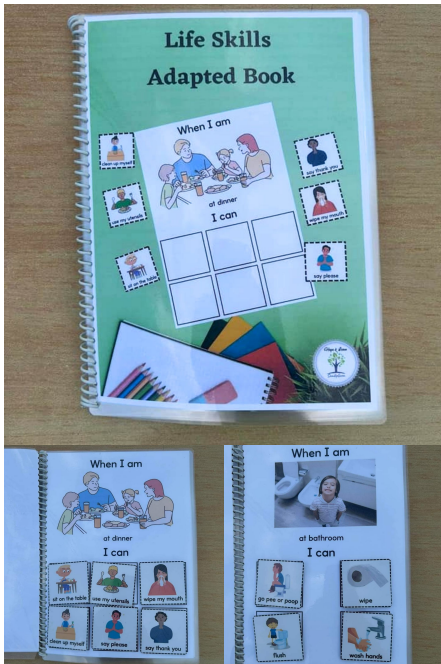 Life Skills
Adapted Book
When I am
at dinner
I can
clean up myself
use my utensils
sit on the table
say thank you
wipe my mouth
say please
When I am
at dinner
I can
sit on the table
use my utensils
wipe my mouth
clean up myself
say please
say thank you
When I am
at bathroom
I can
go pee or poop
wipe
flush
wash hands